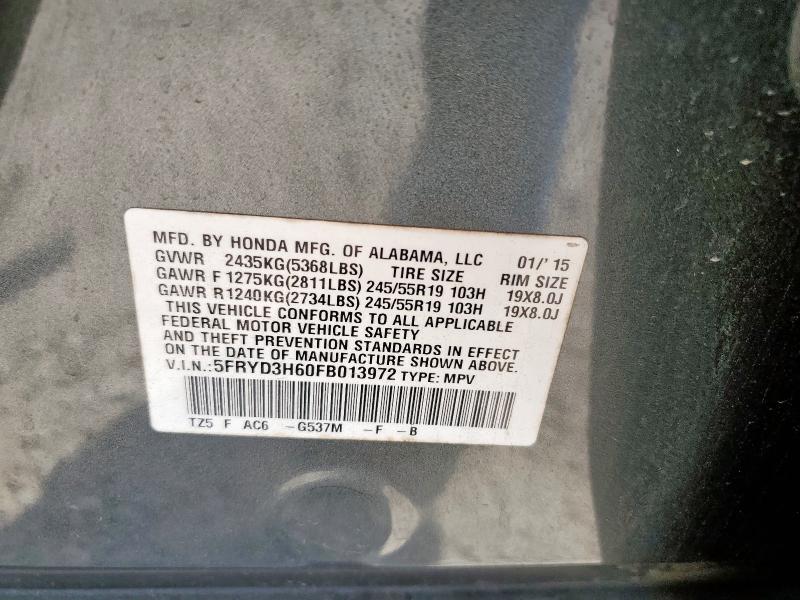 MFD. BY HONDA MFG. OF ALABAMA, LLC 01/' 15
GVWR 2435KG(5368LBS) TIRE SIZE RIM SIZE
GAWR F 1275KG(2811LBS) 245/55R19 103H 19X8.0J
GAWR R 1240KG(2734LBS) 245/55R19 103H 19X8.0J
THIS VEHICLE CONFORMS TO ALL APPLICABLE
FEDERAL MOTOR VEHICLE SAFETY
AND THEFT PREVENTION STANDARDS IN EFFECT
ON THE DATE OF MANUFACTURE SHOWN ABOVE.
V.I.N.:5FRYD3H60FB013972 TYPE: MPV
TZ5 F AC6 -G537M -F -B